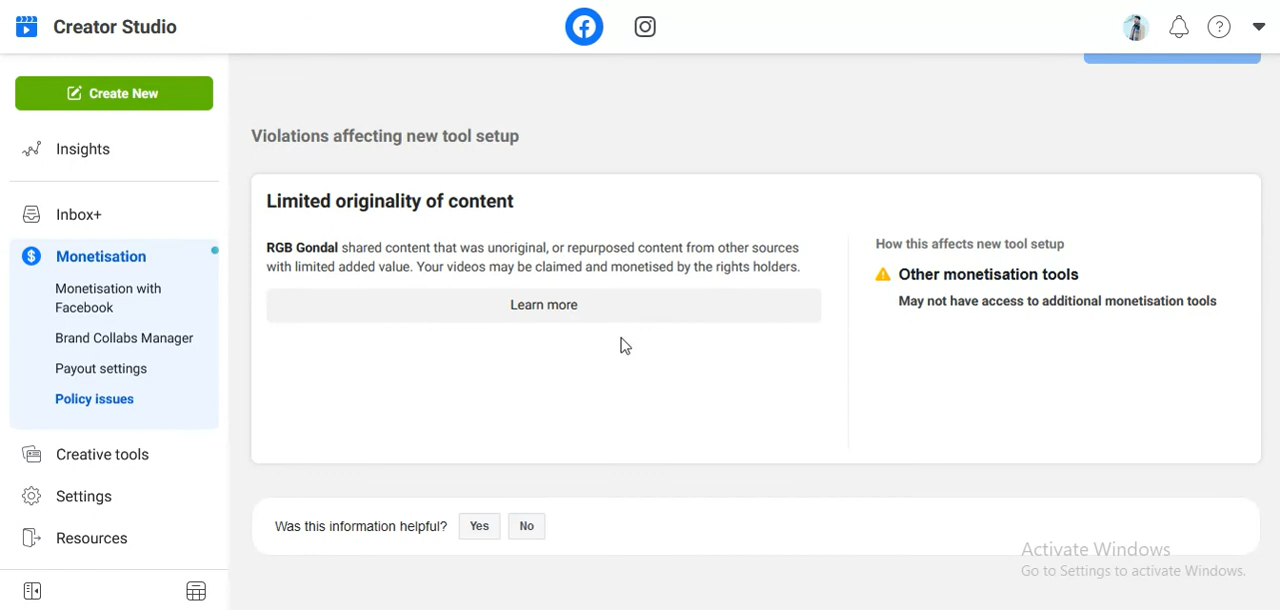 Creator Studio
Create New
Insights
Inbox+
Monetisation
Monetisation with
Facebook
Brand Collabs Manager
Payout settings
Policy issues
Creative tools
Settings
Resources
Violations affecting new tool setup
Limited originality of content
RGB Gondal shared content that was unoriginal, or repurposed content from other sources
with limited added value. Your videos may be claimed and monetised by the rights holders.
Learn more
How this affects new tool setup
Other monetisation tools
May not have access to additional monetisation tools
Was this information helpful? Yes No
Activate Windows
Go to Settings to activate Windows.